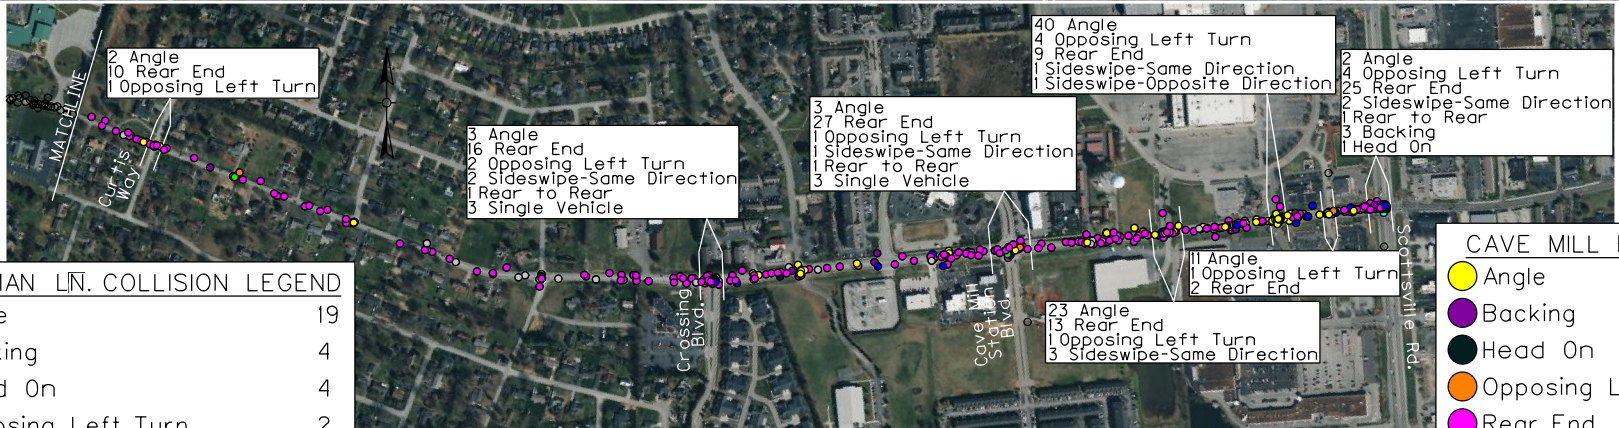 2 Angle
10 Rear End
1 Opposing Left Turn
MATCHLINE
Curtis
Way
3 Angle
16 Rear End
2 Opposing Left Turn
2 Sideswipe-Same Direction
1 Rear to Rear
3 Single Vehicle
Crossing
Blvd.
3 Angle
27 Rear End
1 Opposing Left Turn
1 Sideswipe-Same Direction
1 Rear to Rear
3 Single Vehicle
Cave Mill
Station
Blvd
40 Angle
4 Opposing Left Turn
9 Rear End
1 Sideswipe-Same Direction
1 Sideswipe-Opposite Direction
2 Angle
4 Opposing Left Turn
25 Rear End
2 Sideswipe-Same Direction
1 Rear to Rear
3 Backing
1 Head On
11 Angle
1 Opposing Left Turn
2 Rear End
23 Angle
13 Rear End
1 Opposing Left Turn
3 Sideswipe-Same Direction
Scottsville Rd.
LN. COLLISION LEGEND
19
4
On 4
Left Turn 2
CAVE MILL
Angle
Backing
Head On
Opposing L
Rear End